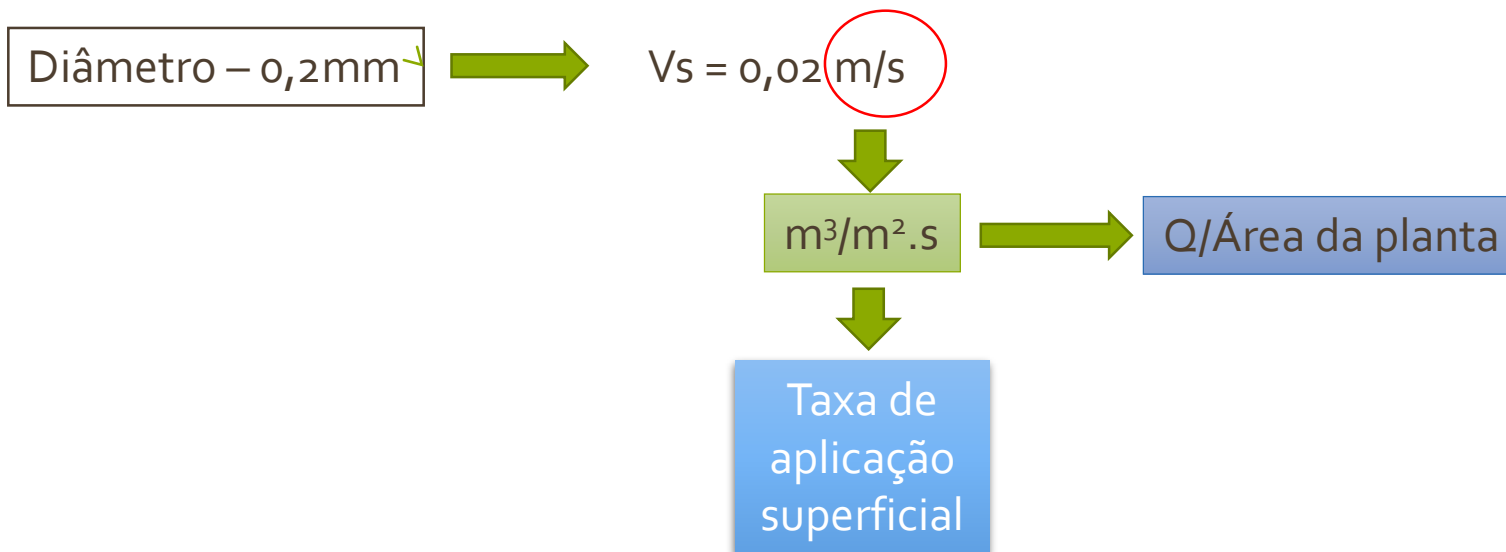 Diâmetro – 0,2mm
Vs = 0,02 m/s
m³/m².s
Q/Área da planta
Taxa de
aplicação
superficial